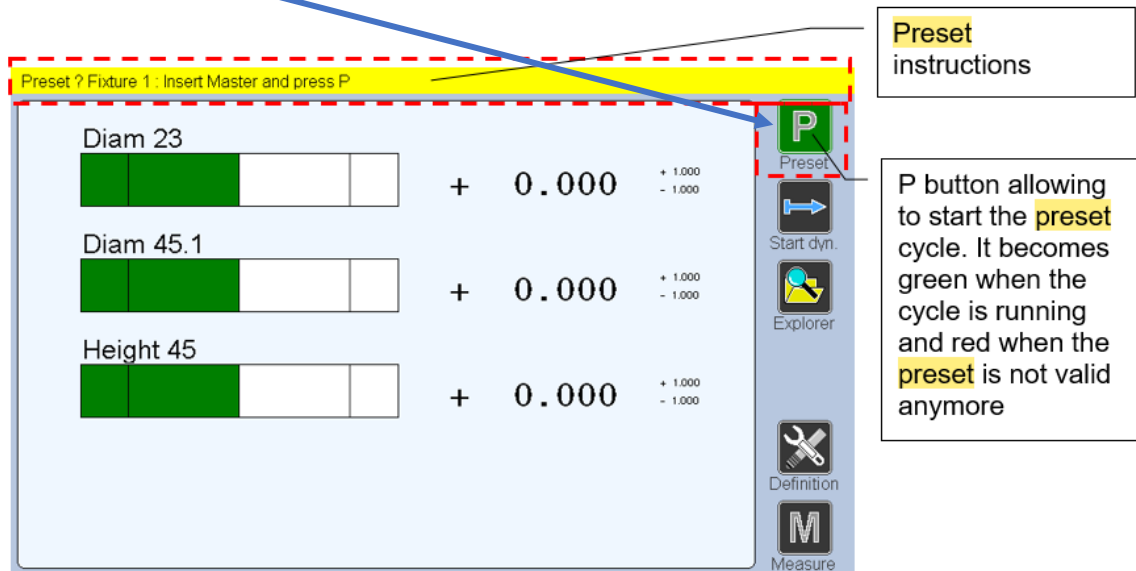 Preset
instructions
Preset ? Fixture 1 : Insert Master and press P
P
Preset
Diam 23
+ 0.000
+ 1.000
- 1.000
Start dyn.
Diam 45.1
+ 0.000
+ 1.000
- 1.000
Explorer
Height 45
+ 0.000
+ 1.000
- 1.000
Definition
M
Measure
P button allowing
to start the preset
cycle. It becomes
green when the
cycle is running
and red when the
preset is not valid
anymore